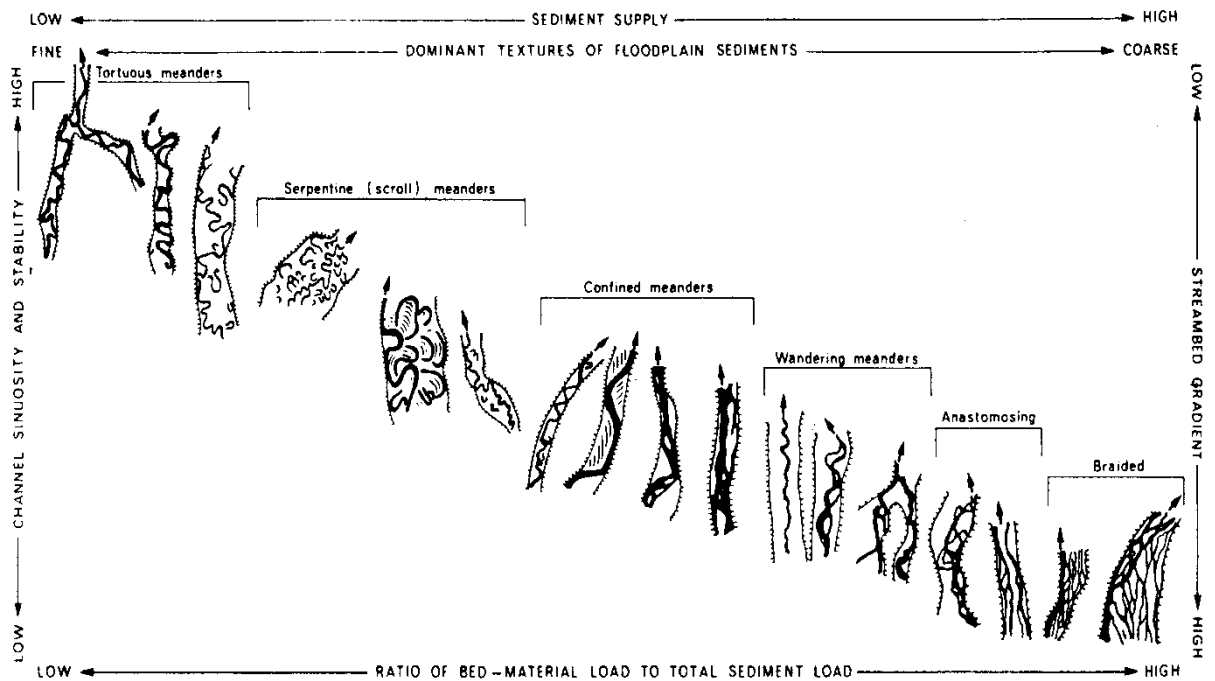 LOW SEDIMENT SUPPLY HIGH
FINE DOMINANT TEXTURES OF FLOODPLAIN SEDIMENTS COARSE
HIGH
CHANNEL SINUOSITY AND STABILITY
LOW
Tortuous meanders
Serpentine (scroll) meanders
Confined meanders
Wandering meanders
Anastomosing
Braided
LOW
STREAMBED GRADIENT
HIGH
LOW RATIO OF BED-MATERIAL LOAD TO TOTAL SEDIMENT LOAD HIGH